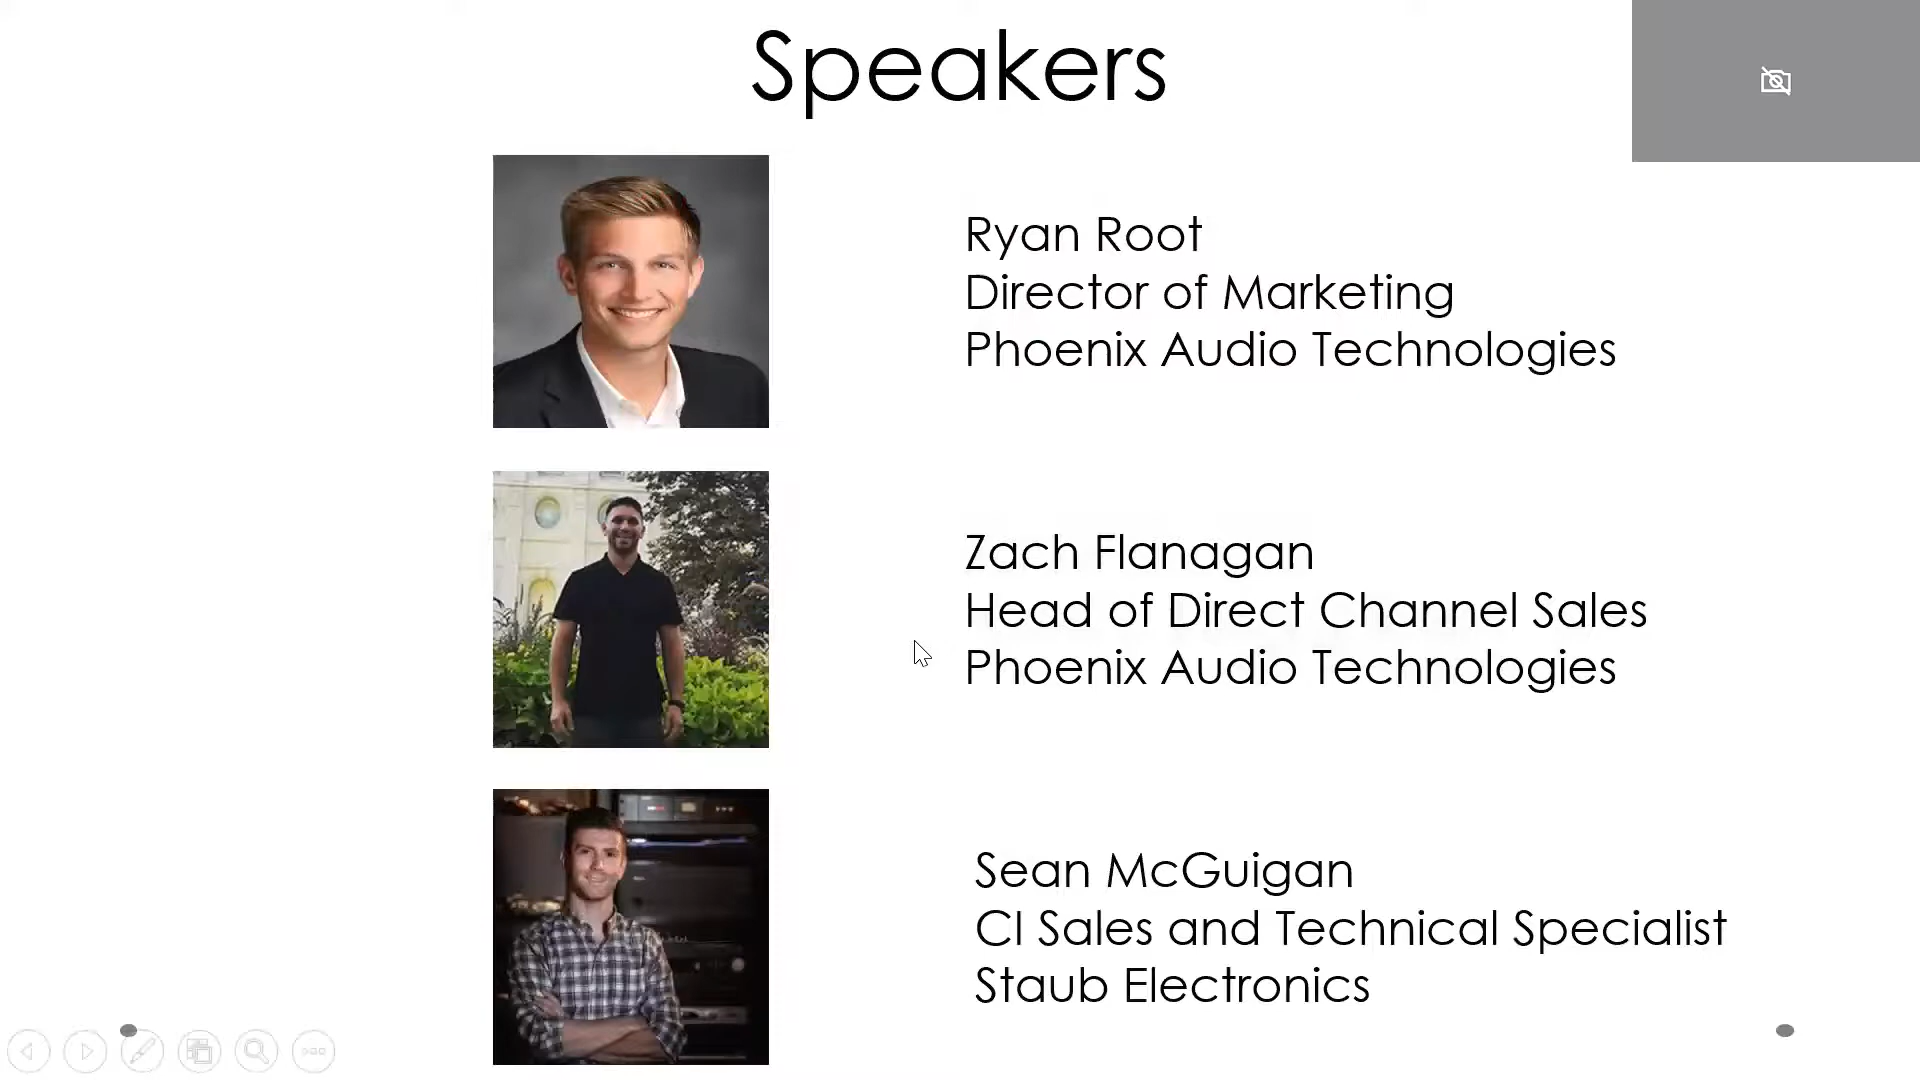 Speakers
Ryan Root
Director of Marketing
Phoenix Audio Technologies
Zach Flanagan
Head of Direct Channel Sales
Phoenix Audio Technologies
Sean McGuigan
CI Sales and Technical Specialist
Staub Electronics